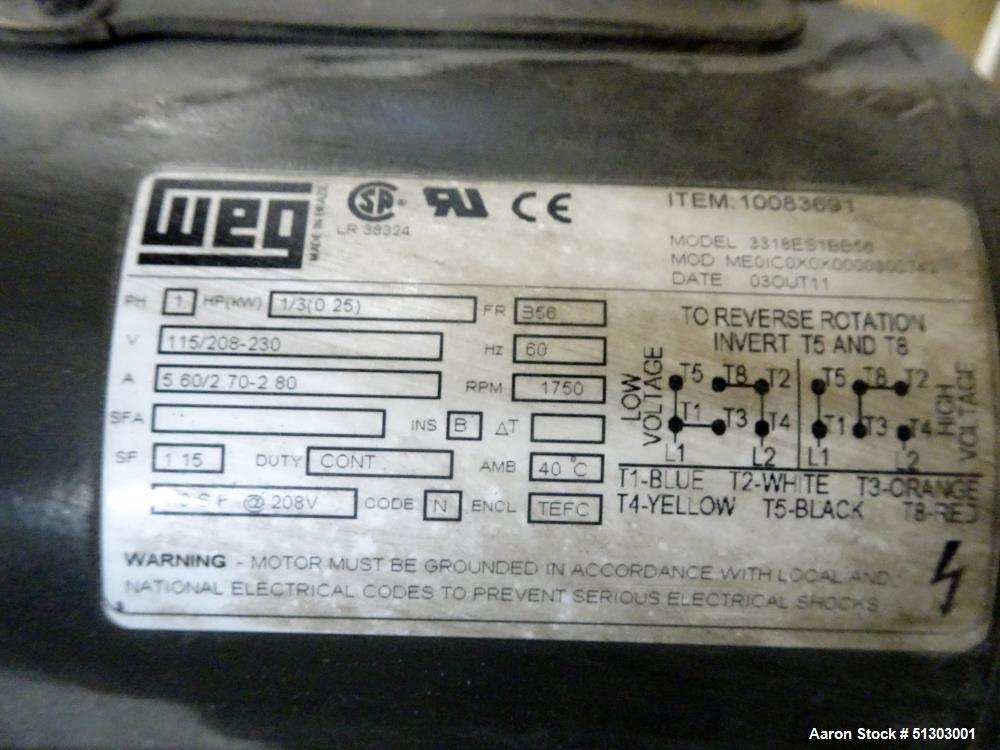 WEG
MADE IN BRAZIL
SA
LR 38324
RU CE
ITEM:10083691
MODEL 3318ES1BB56
MOD. ME0IC0X0X0000300742
DATE 03OUT11
PH 1 HP(KW) 1/3(0.25) FR B56
V 115/208-230 Hz 60
A 5.60/2.70-2.80 RPM 1750
SFA INS B ΔT
SF 1.15 DUTY CONT. AMB 40°C
S.F. @ 208V CODE N ENCL TEFC
TO REVERSE ROTATION
INVERT T5 AND T8
LOW VOLTAGE
T5 T8 T2
T1 T3 T4
L1 L2
HIGH VOLTAGE
T5 T8 T2
T1 T3 T4
L1 L2
T1-BLUE T2-WHITE T3-ORANGE
T4-YELLOW T5-BLACK T8-RED
WARNING - MOTOR MUST BE GROUNDED IN ACCORDANCE WITH LOCAL AND
NATIONAL ELECTRICAL CODES TO PREVENT SERIOUS ELECTRICAL SHOCKS
Aaron Stock # 51303001